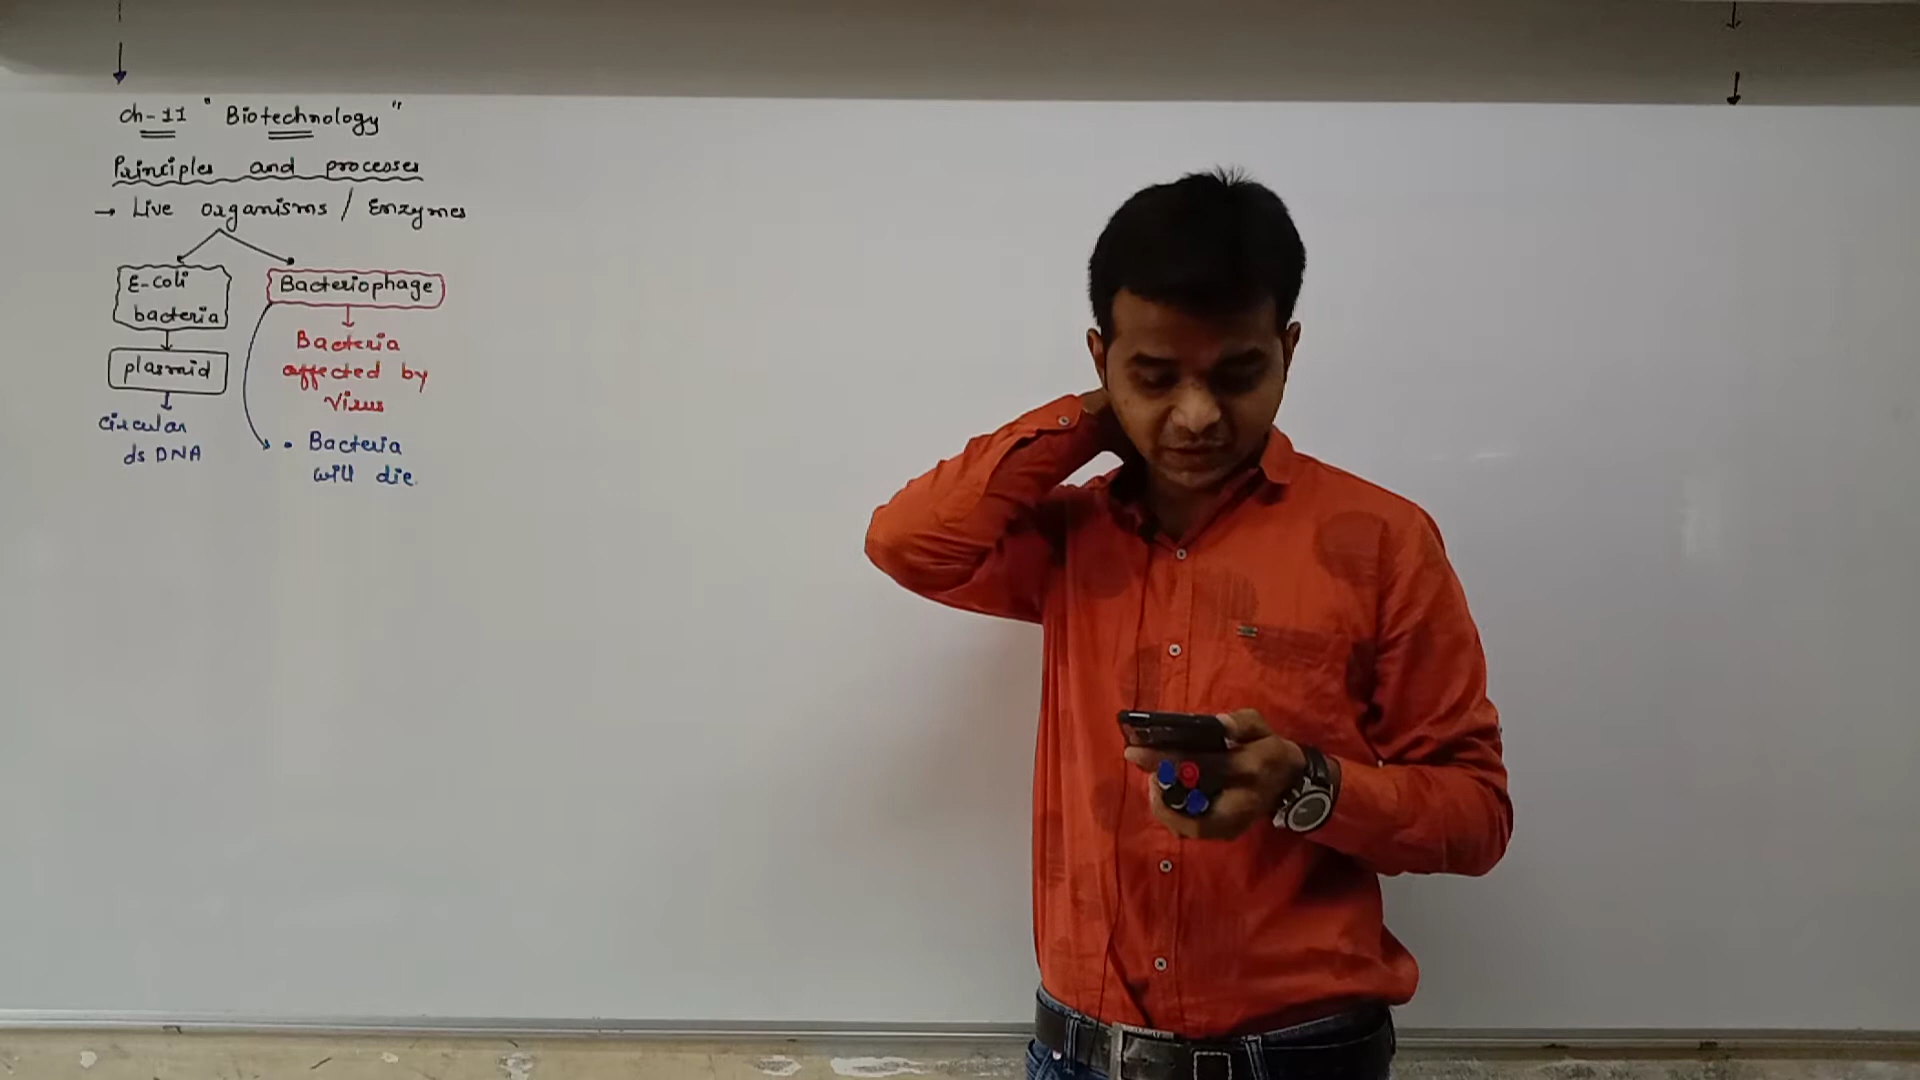 ch-11 "Biotechnology"
Principles and processes
→ Live organisms / Enzymes
E-coli
bacteria
Bacteriophage
plasmid
Bacteria
affected by
Virus
circular
ds DNA
• Bacteria
will die.